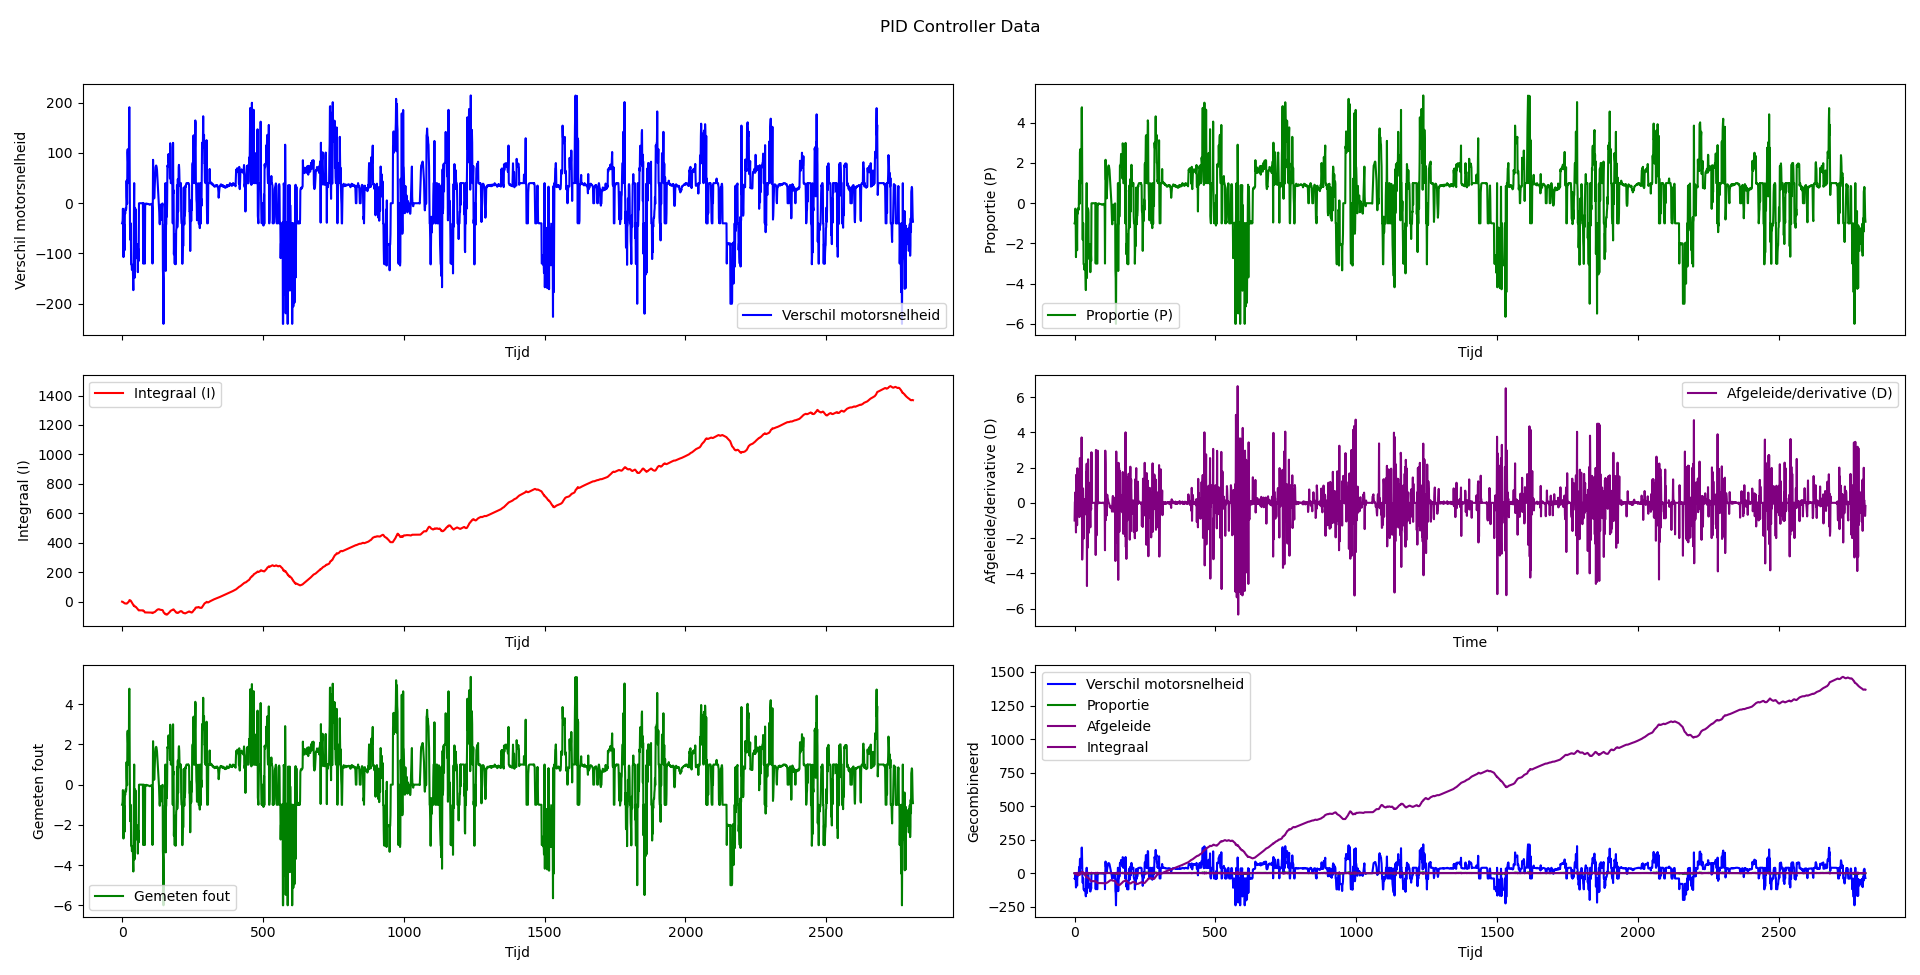 PID Controller Data
200
100
0
−100
−200
Verschil motorsnelheid
Verschil motorsnelheid
Tijd
4
2
0
−2
−4
−6
Proportie (P)
Proportie (P)
Tijd
1400
1200
1000
800
600
400
200
0
Integraal (I)
Integraal (I)
Tijd
6
4
2
0
−2
−4
−6
Afgeleide/derivative (D)
Afgeleide/derivative (D)
Time
4
2
0
−2
−4
−6
Gemeten fout
Gemeten fout
0 500 1000 1500 2000 2500
Tijd
1500
1250
1000
750
500
250
0
−250
Gecombineerd
Verschil motorsnelheid
Proportie
Afgeleide
Integraal
0 500 1000 1500 2000 2500
Tijd